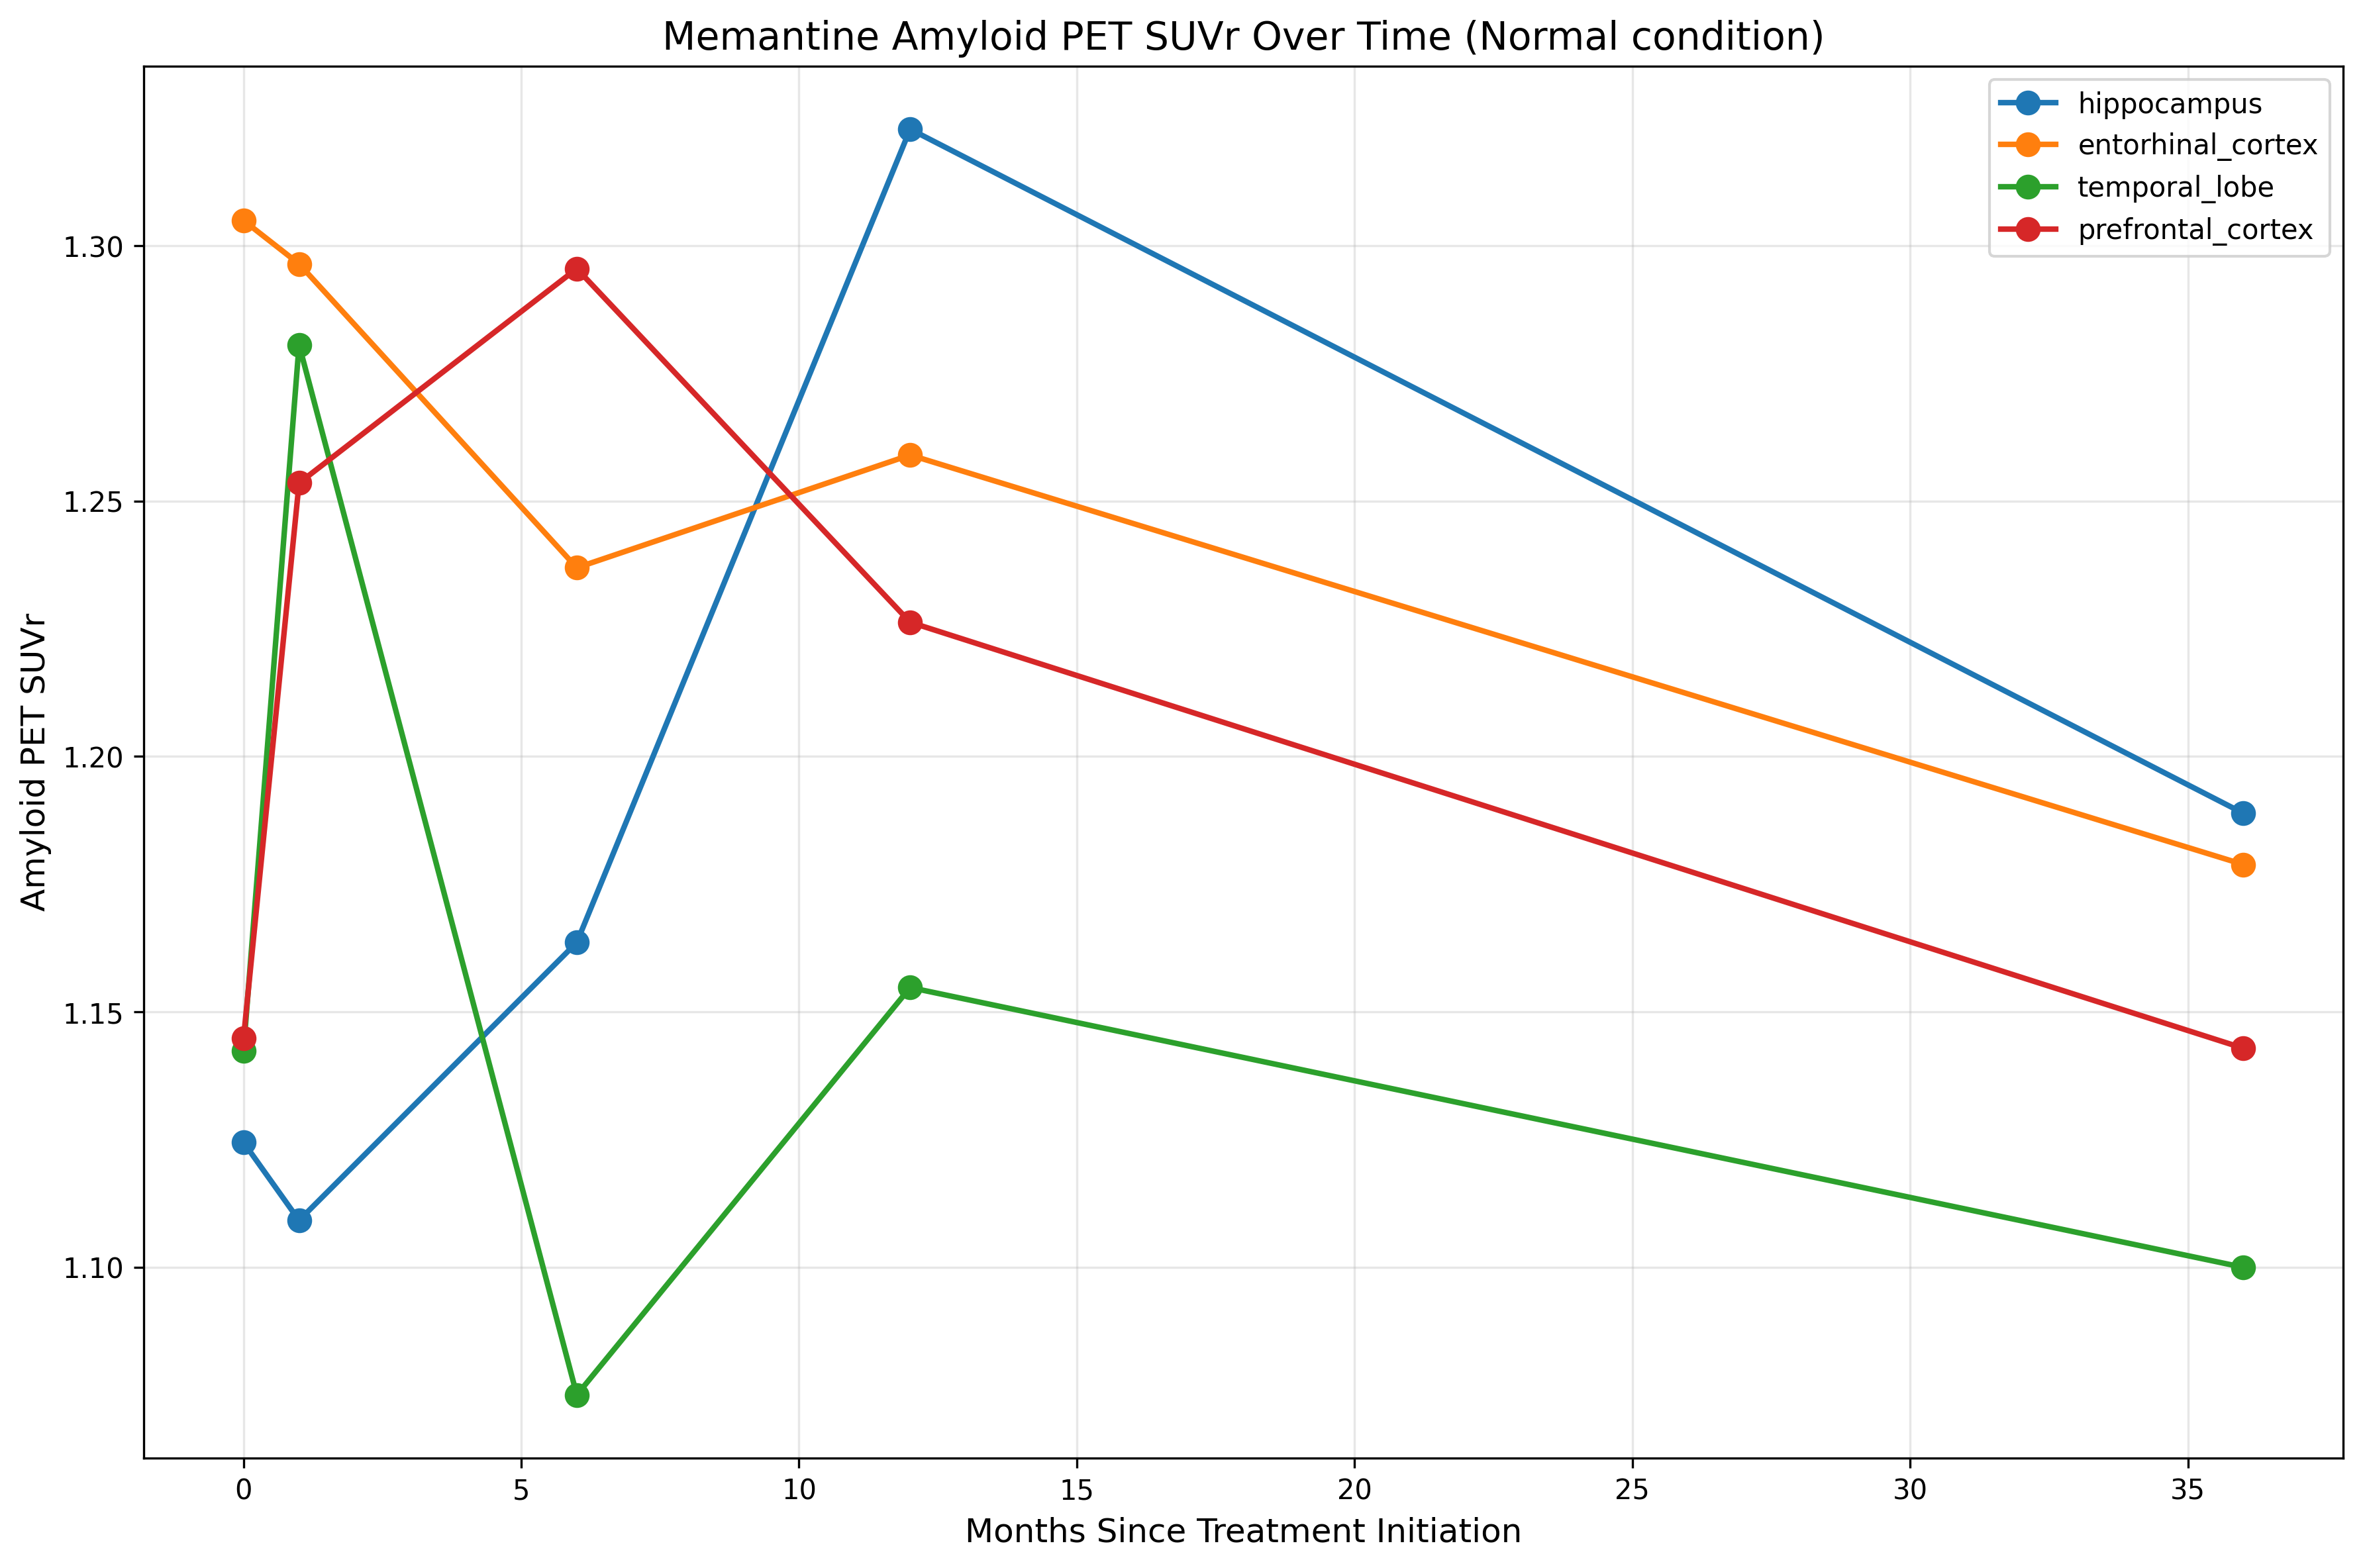 Memantine Amyloid PET SUVr Over Time (Normal condition)
hippocampus
entorhinal_cortex
temporal_lobe
prefrontal_cortex
Amyloid PET SUVr
1.30
1.25
1.20
1.15
1.10
0 5 10 15 20 25 30 35
Months Since Treatment Initiation